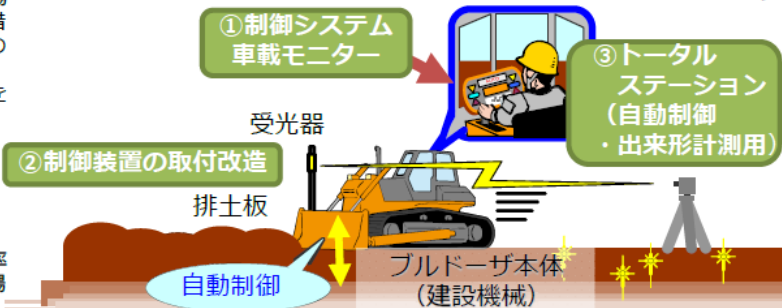 ①制御システム
車載モニター
③トータル
ステーション
(自動制御
・出来形計測用)
受光器
②制御装置の取付改造
排土板
自動制御
ブルドーザ本体
(建設機械)
の
を